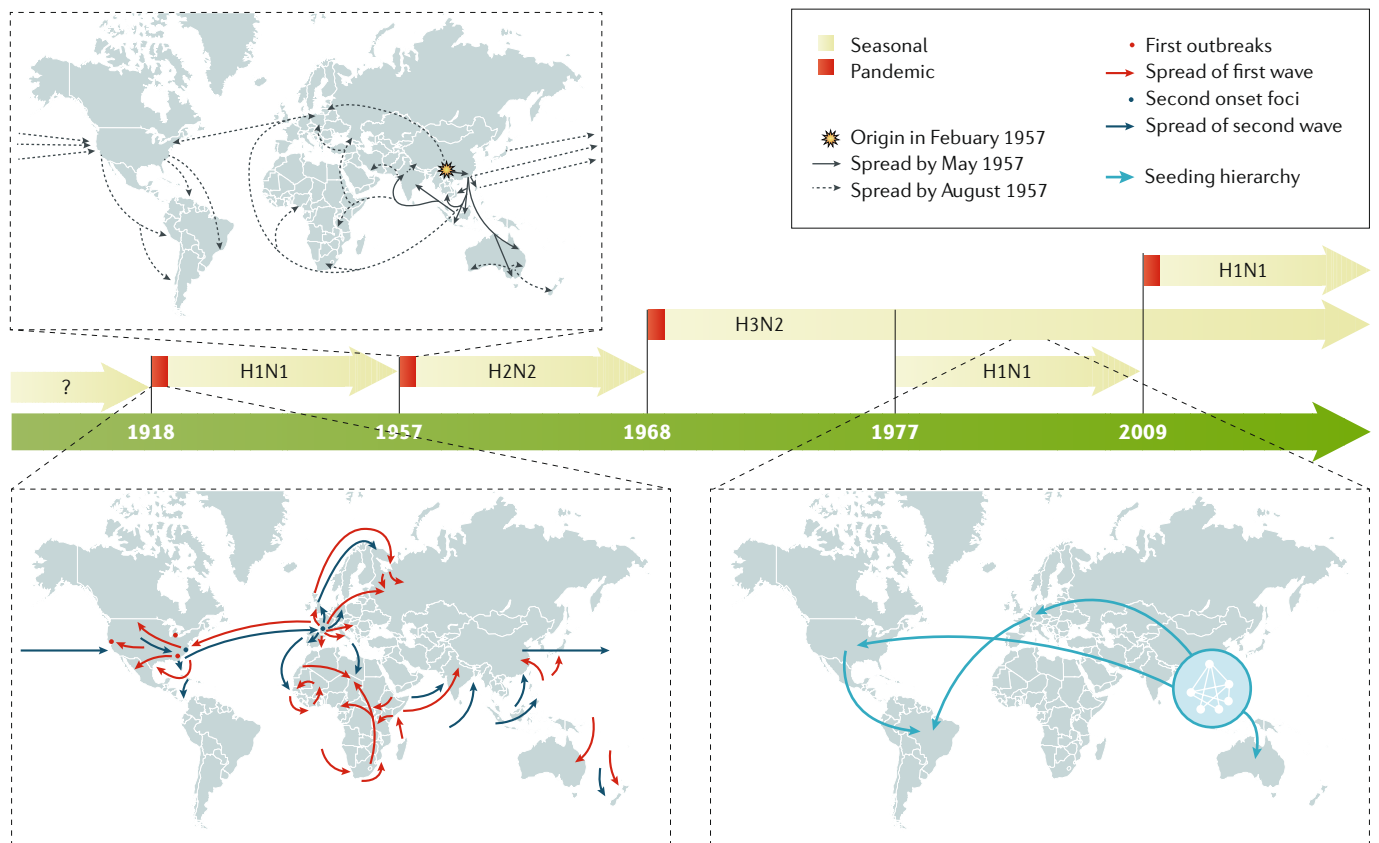 Seasonal
Pandemic
First outbreaks
Spread of first wave
Second onset foci
Spread of second wave
Origin in Febuary 1957
Spread by May 1957
Spread by August 1957
Seeding hierarchy
H1N1
H3N2
?
H1N1
H2N2
H1N1
1918
1957
1968
1977
2009